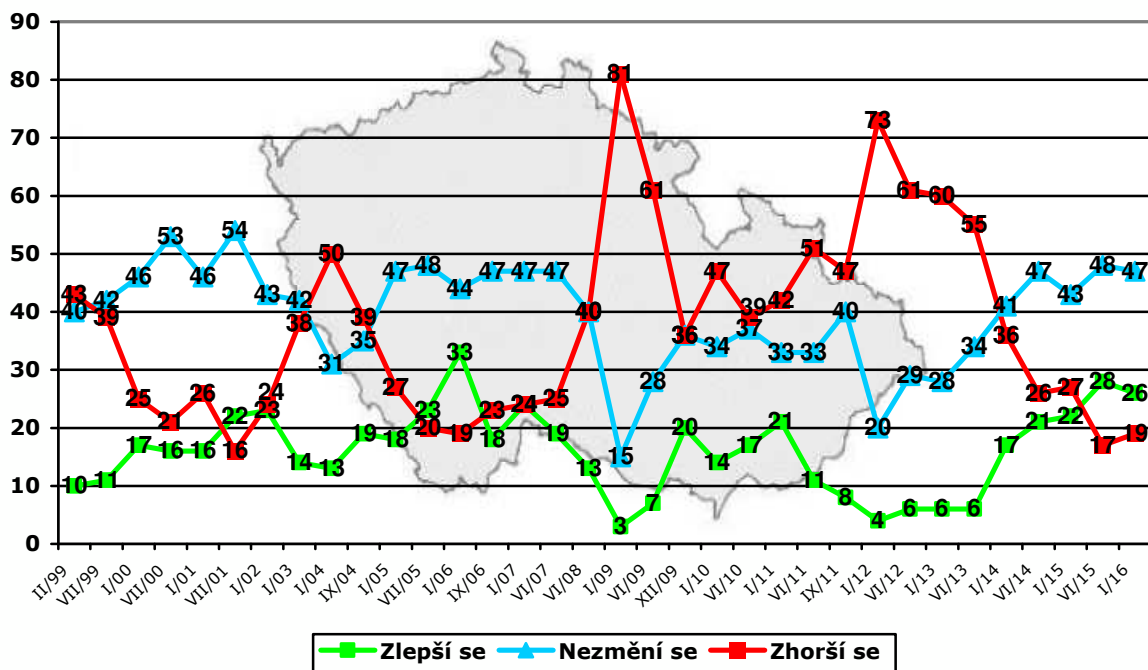 90
80
70
60
50
40
30
20
10
0
43 39 25 21 26 16 24 38 50 39 27 20 19 23 24 25 40 81 61 36 47 39 42 51 47 73 61 60 55 36 26 27 17 19
40 42 46 53 46 54 43 42 31 35 47 48 44 47 47 47 40 15 28 36 34 37 33 33 40 20 29 28 34 41 47 43 48 47
10 11 17 16 16 22 23 14 13 19 18 23 33 18 24 19 13 3 7 20 14 17 21 11 8 4 6 6 6 17 21 22 28 26
II/99
VII/99
I/00
VII/00
I/01
VII/01
I/02
I/03
I/04
IX/04
I/05
VII/05
I/06
IX/06
I/07
VI/07
VI/08
I/09
VI/09
XII/09
I/10
VI/10
I/11
VI/11
IX/11
I/12
VI/12
I/13
VI/13
I/14
VI/14
I/15
VI/15
I/16
Zlepší se Nezmění se Zhorší se